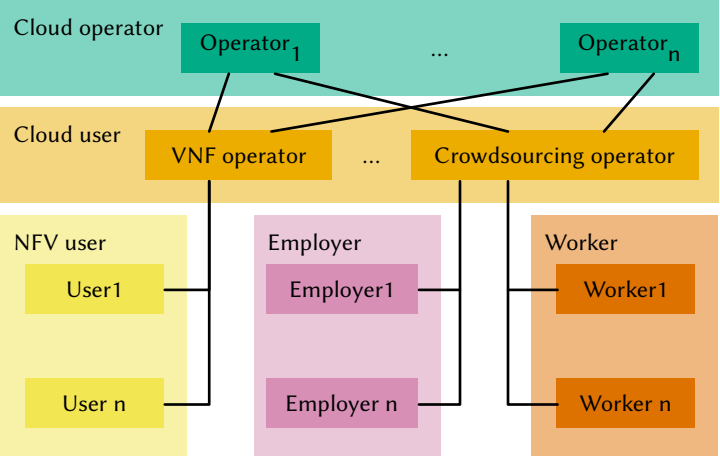 Cloud operator
Operator1 ... Operatorn
Cloud user
VNF operator ... Crowdsourcing operator
NFV user
User1
User n
Employer
Employer1
Employer n
Worker
Worker1
Worker n